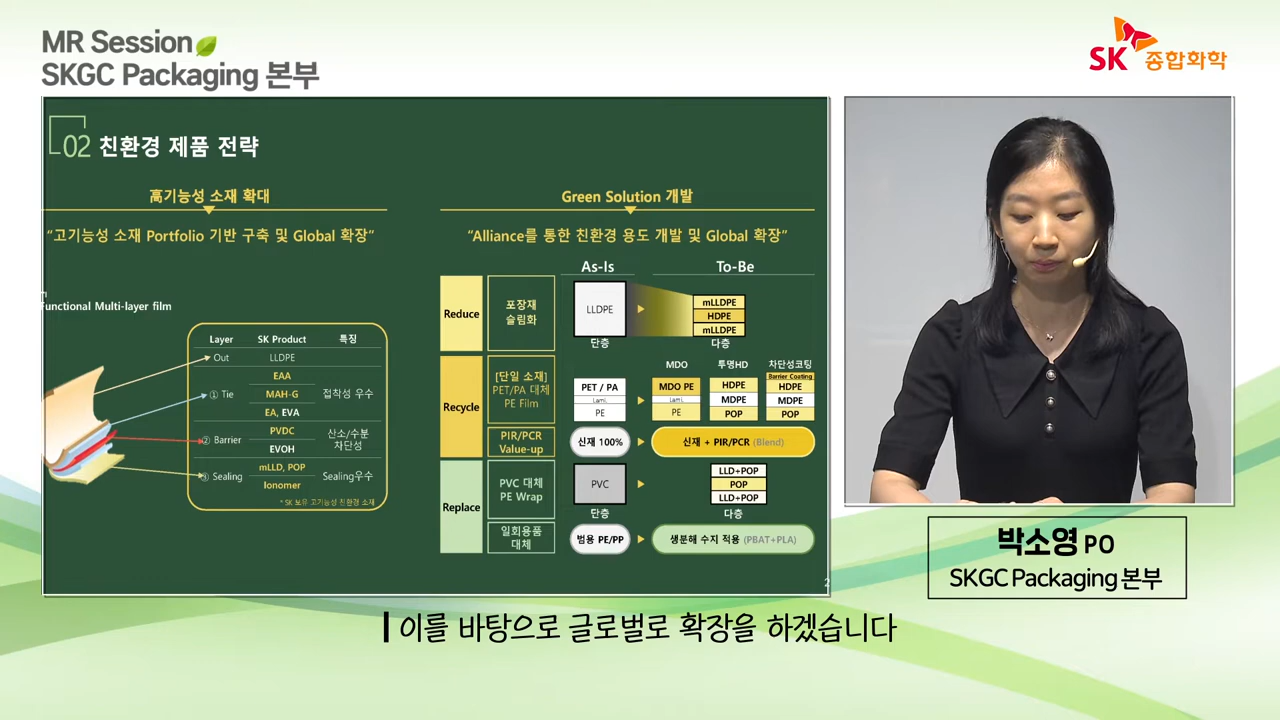 MR Session
SKGC Packaging 본부
SK 종합화학
02 친환경 제품 전략
高기능성 소재 확대
“고기능성 소재 Portfolio 기반 구축 및 Global 확장”
Functional Multi-layer film
Layer SK Product 특징
Out LLDPE
① Tie EAA MAH-G EA, EVA 접착성 우수
② Barrier PVDC EVOH 산소/수분 차단성
③ Sealing mLLD, POP Ionomer Sealing우수
* SK 보유 고기능성 친환경 소재
Green Solution 개발
“Alliance를 통한 친환경 용도 개발 및 Global 확장”
As-Is To-Be
Reduce
포장재
슬림화
LLDPE
단층
mLLDPE
HDPE
mLLDPE
다층
Recycle
[단일 소재]
PET/PA 대체
PE Film
PET / PA
Lami.
PE
MDO
MDO PE
Lami.
PE
투명HD
HDPE
MDPE
POP
차단성코팅
Barrier Coating
HDPE
MDPE
POP
PIR/PCR
Value-up
신재 100%
신재 + PIR/PCR (Blend)
Replace
PVC 대체
PE Wrap
PVC
단층
LLD+POP
POP
LLD+POP
다층
일회용품
대체
범용 PE/PP
생분해 수지 적용 (PBAT+PLA)
2
박소영 PO
SKGC Packaging 본부
이를 바탕으로 글로벌로 확장을 하겠습니다